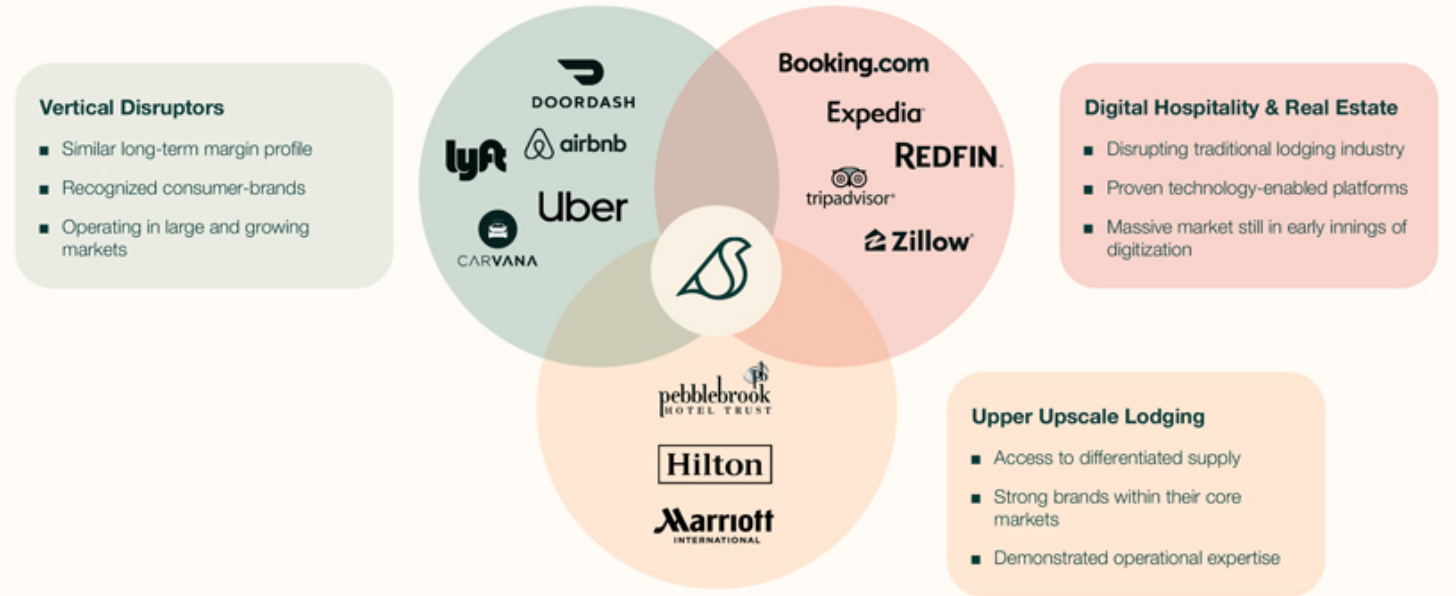 Vertical Disruptors
Similar long-term margin profile
Recognized consumer-brands
Operating in large and growing
markets
DOORDASH
lyft
airbnb
Uber
CARVANA
Booking.com
Expedia
REDFIN
tripadvisor
Zillow
Digital Hospitality & Real Estate
Disrupting traditional lodging industry
Proven technology-enabled platforms
Massive market still in early innings of
digitization
pebblebrook
HOTEL TRUST
Hilton
Marriott
INTERNATIONAL
Upper Upscale Lodging
Access to differentiated supply
Strong brands within their core
markets
Demonstrated operational expertise